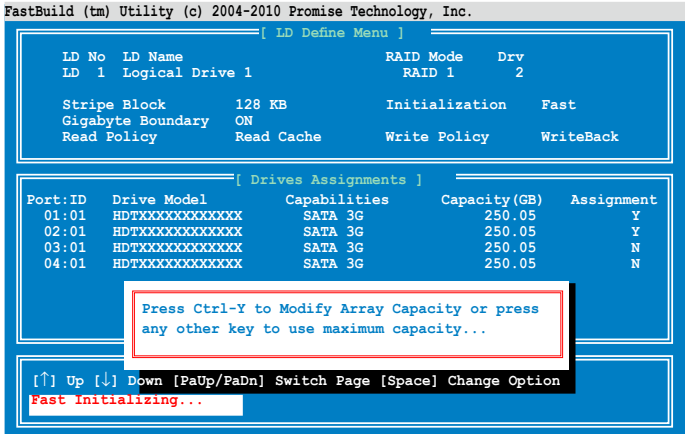 FastBuild (tm) Utility (c) 2004-2010 Promise Technology, Inc.
[ LD Define Menu ]
LD No LD Name RAID Mode Drv
LD 1 Logical Drive 1 RAID 1 2
Stripe Block 128 KB Initialization Fast
Gigabyte Boundary ON
Read Policy Read Cache Write Policy WriteBack
[ Drives Assignments ]
Port:ID Drive Model Capabilities Capacity(GB) Assignment
01:01 HDTXXXXXXXXXXXX SATA 3G 250.05 Y
02:01 HDTXXXXXXXXXXXX SATA 3G 250.05 Y
03:01 HDTXXXXXXXXXXXX SATA 3G 250.05 N
04:01 HDTXXXXXXXXXXXX SATA 3G 250.05 N
Press Ctrl-Y to Modify Array Capacity or press
any other key to use maximum capacity...
[↑] Up [↓] Down [PaUp/PaDn] Switch Page [Space] Change Option
Fast Initializing...